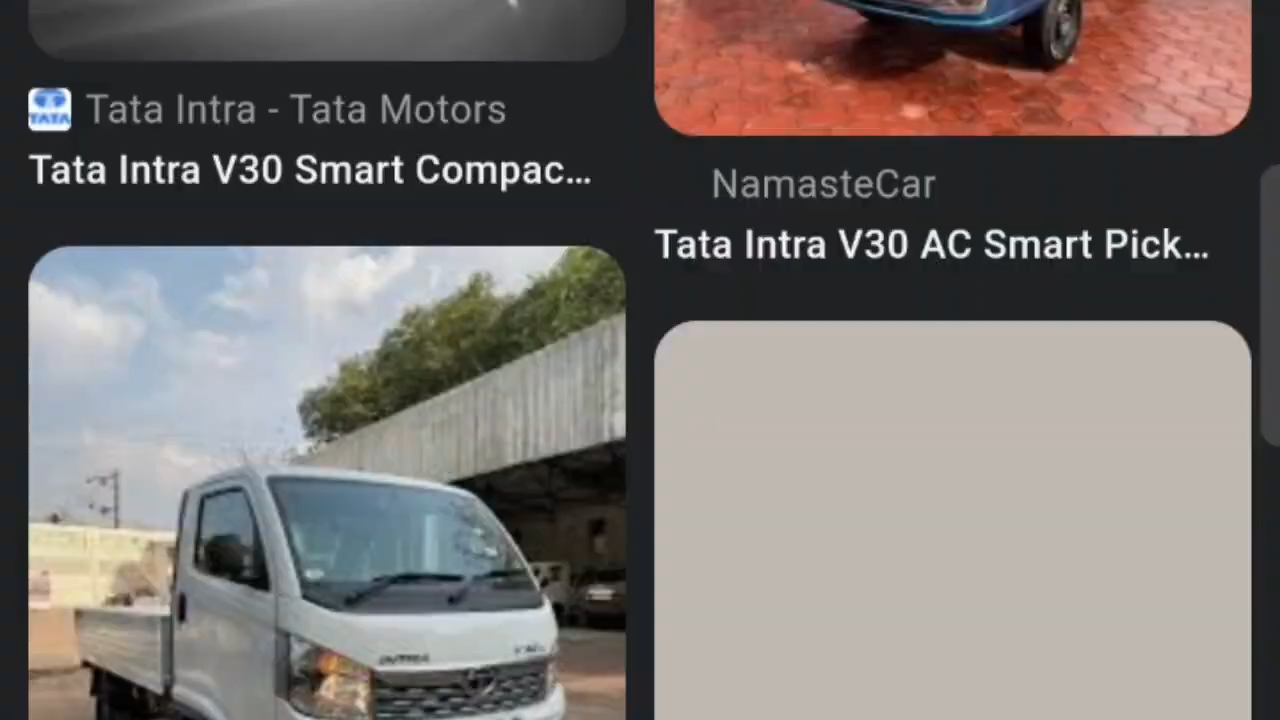 TATA
Tata Intra - Tata Motors
Tata Intra V30 Smart Compac...
NamasteCar
Tata Intra V30 AC Smart Pick...
INTRA